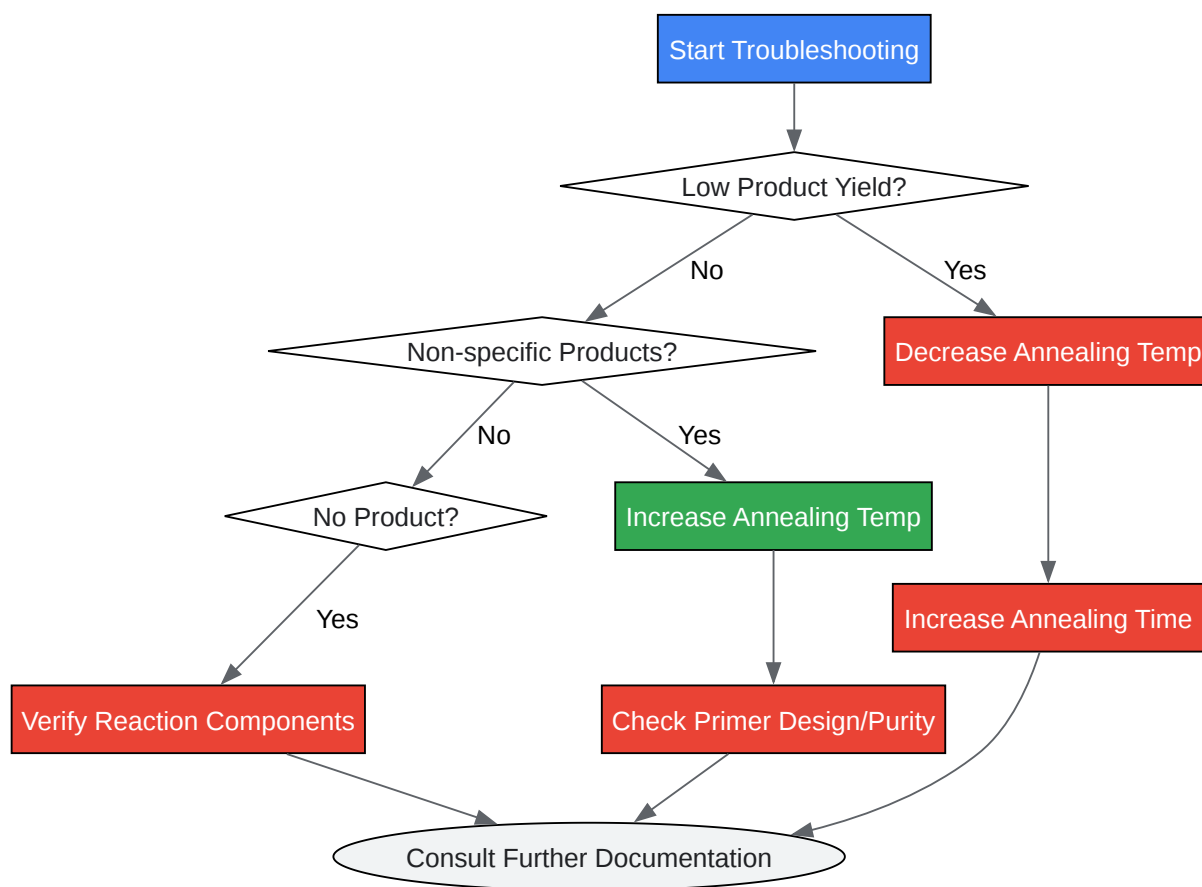 Start Troubleshooting
Low Product Yield?
No
Yes
Non-specific Products?
Decrease Annealing Temp
No
Yes
No Product?
Increase Annealing Temp
Yes
Increase Annealing Time
Verify Reaction Components
Check Primer Design/Purity
Consult Further Documentation